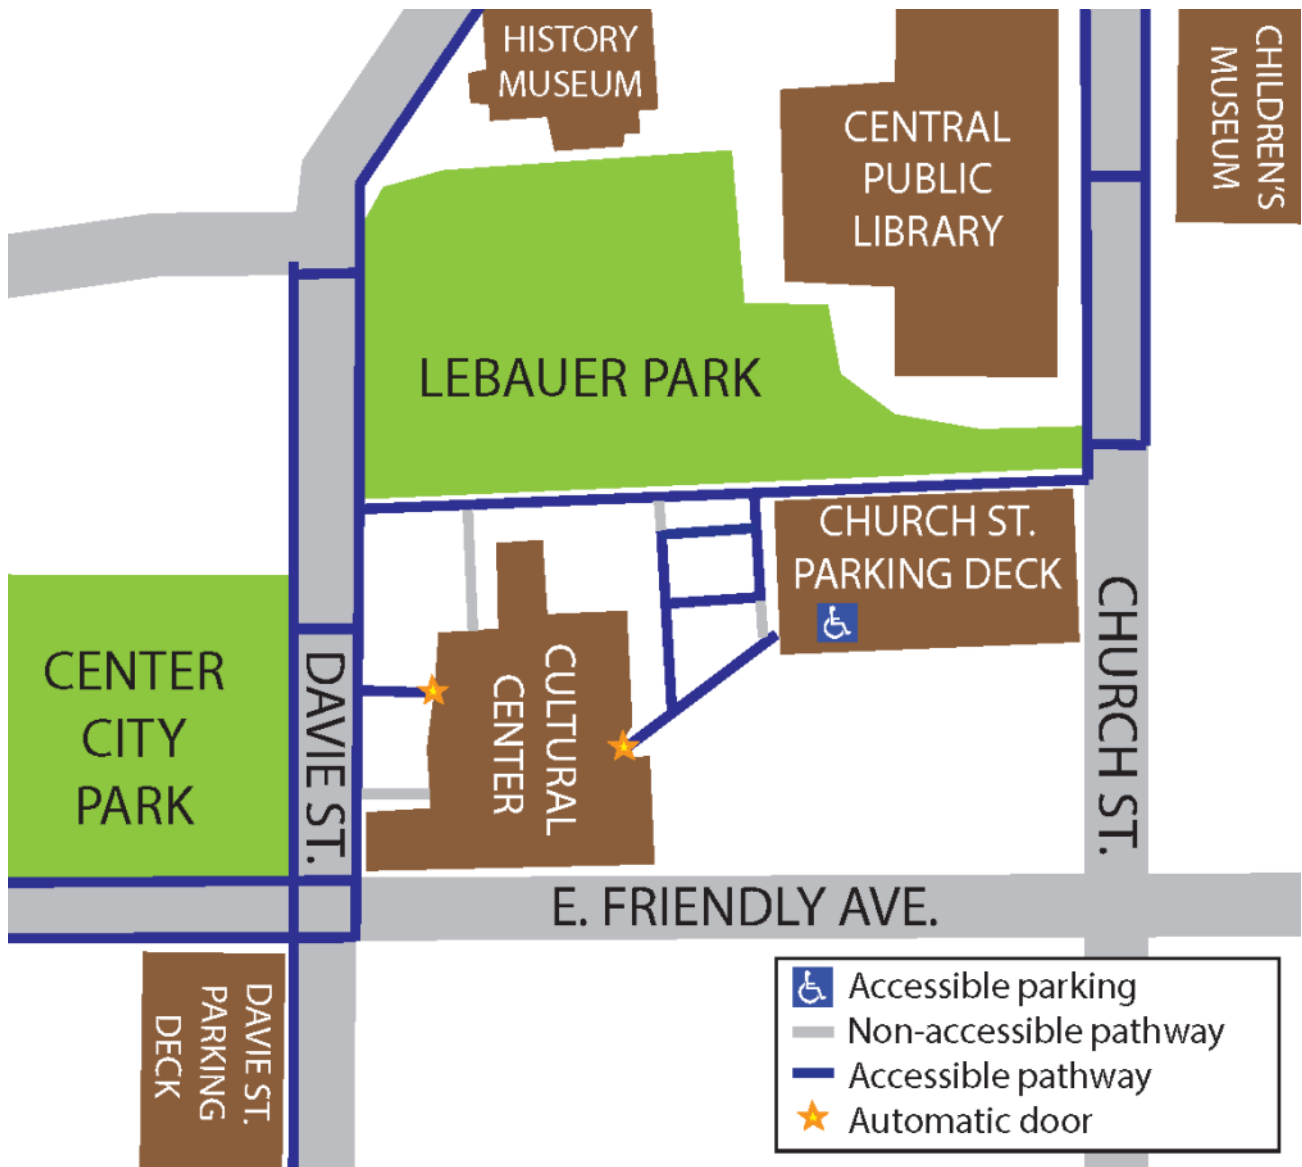 HISTORY
MUSEUM
CENTRAL
PUBLIC
LIBRARY
CHILDREN'S
MUSEUM
LEBAUER PARK
CHURCH ST.
PARKING DECK
CENTER
CITY
PARK
DAVIE ST.
CULTURAL
CENTER
CHURCH ST.
E. FRIENDLY AVE.
DAVIE ST.
PARKING
DECK
Accessible parking
Non-accessible pathway
Accessible pathway
Automatic door